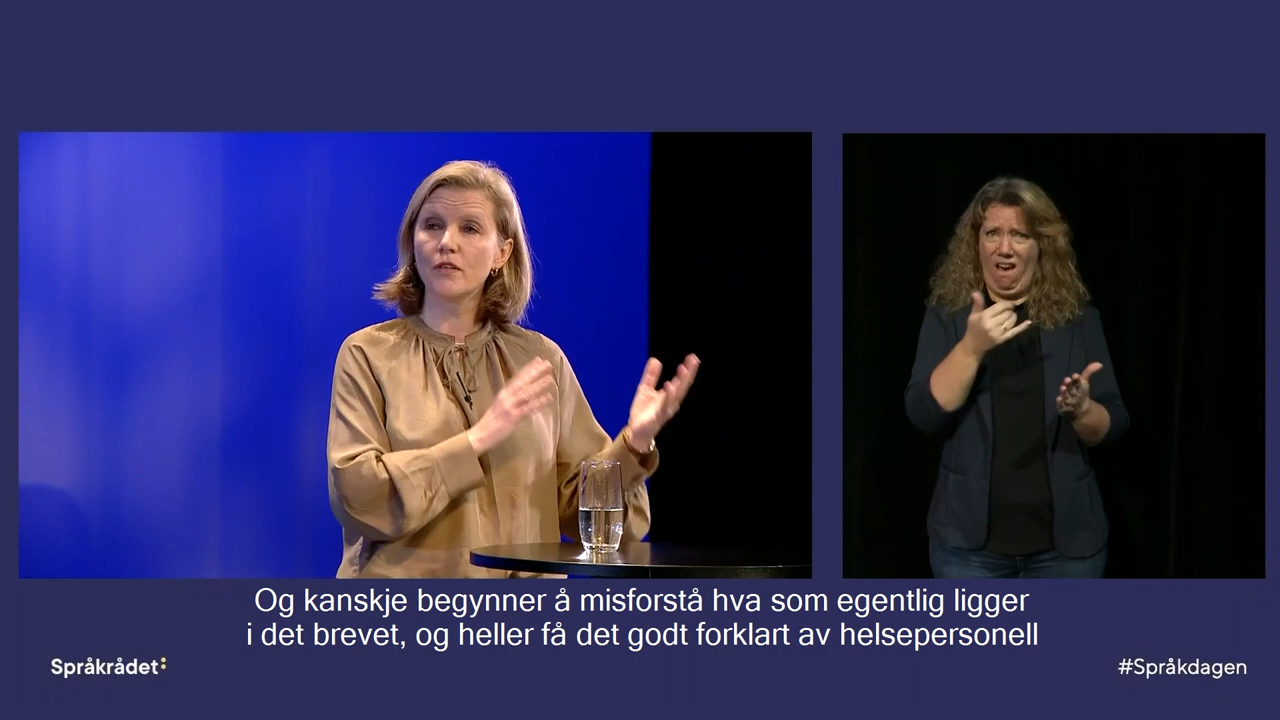 Og kanskje begynner å misforstå hva som egentlig ligger
i det brevet, og heller få det godt forklart av helsepersonell
Språkrådet:
#Språkdagen